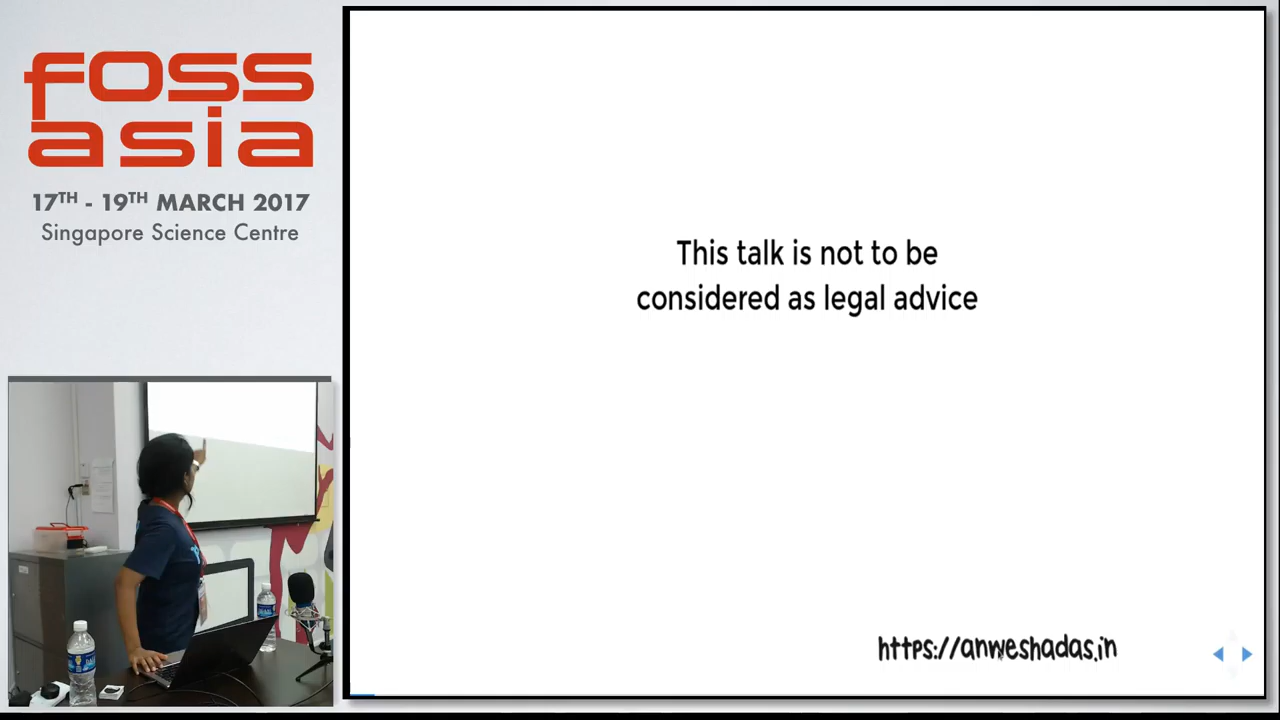 foss
asia
17TH - 19TH MARCH 2017
Singapore Science Centre
This talk is not to be
considered as legal advice
https://anweshadas.in